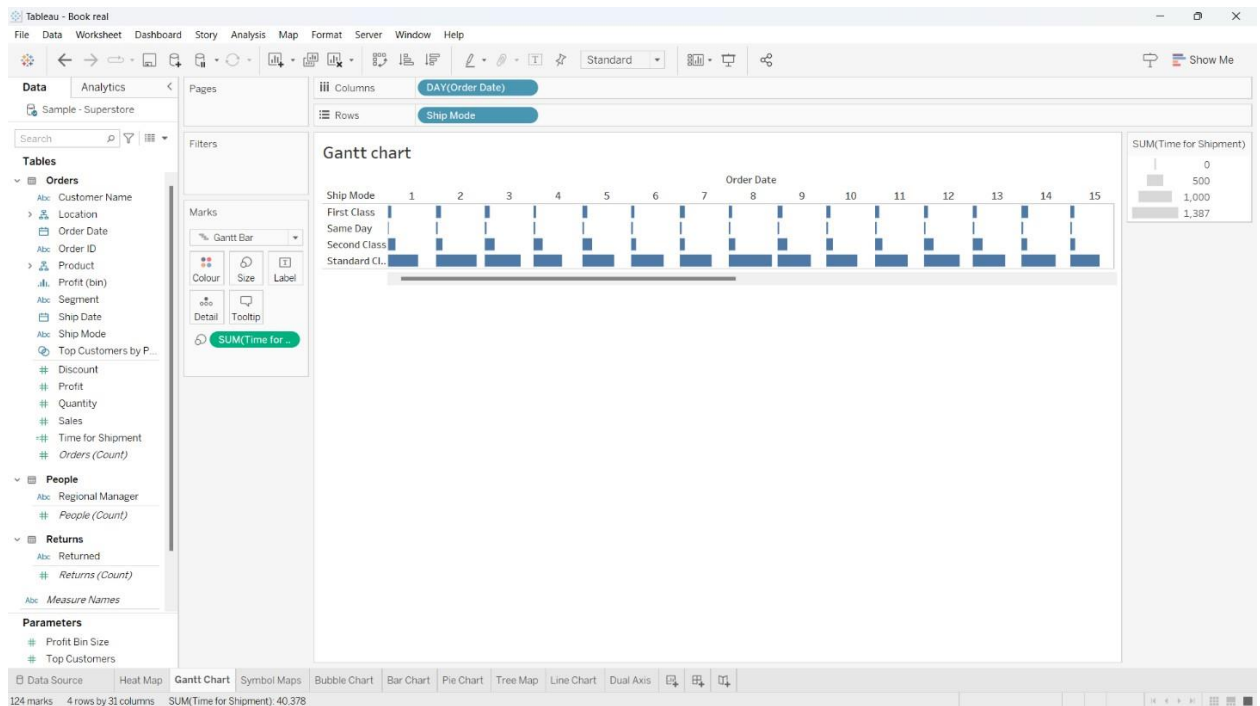 Tableau - Book real
File Data Worksheet Dashboard Story Analysis Map Format Server Window Help
Standard
Show Me
Data Analytics
Sample - Superstore
Search
Tables
Orders
Abc Customer Name
Location
Order Date
Abc Order ID
Product
Profit (bin)
Abc Segment
Ship Date
Abc Ship Mode
Top Customers by P...
# Discount
# Profit
# Quantity
# Sales
=# Time for Shipment
# Orders (Count)
People
Abc Regional Manager
# People (Count)
Returns
Abc Returned
# Returns (Count)
Abc Measure Names
Parameters
# Profit Bin Size
# Top Customers
Pages
Filters
Marks
Gantt Bar
Colour Size Label
Detail Tooltip
SUM(Time for ..
Columns DAY(Order Date)
Rows Ship Mode
Gantt chart
Order Date
Ship Mode 1 2 3 4 5 6 7 8 9 10 11 12 13 14 15
First Class
Same Day
Second Class
Standard Cl..
SUM(Time for Shipment)
0
500
1,000
1,387
Data Source Heat Map Gantt Chart Symbol Maps Bubble Chart Bar Chart Pie Chart Tree Map Line Chart Dual Axis
124 marks 4 rows by 31 columns SUM(Time for Shipment): 40.378